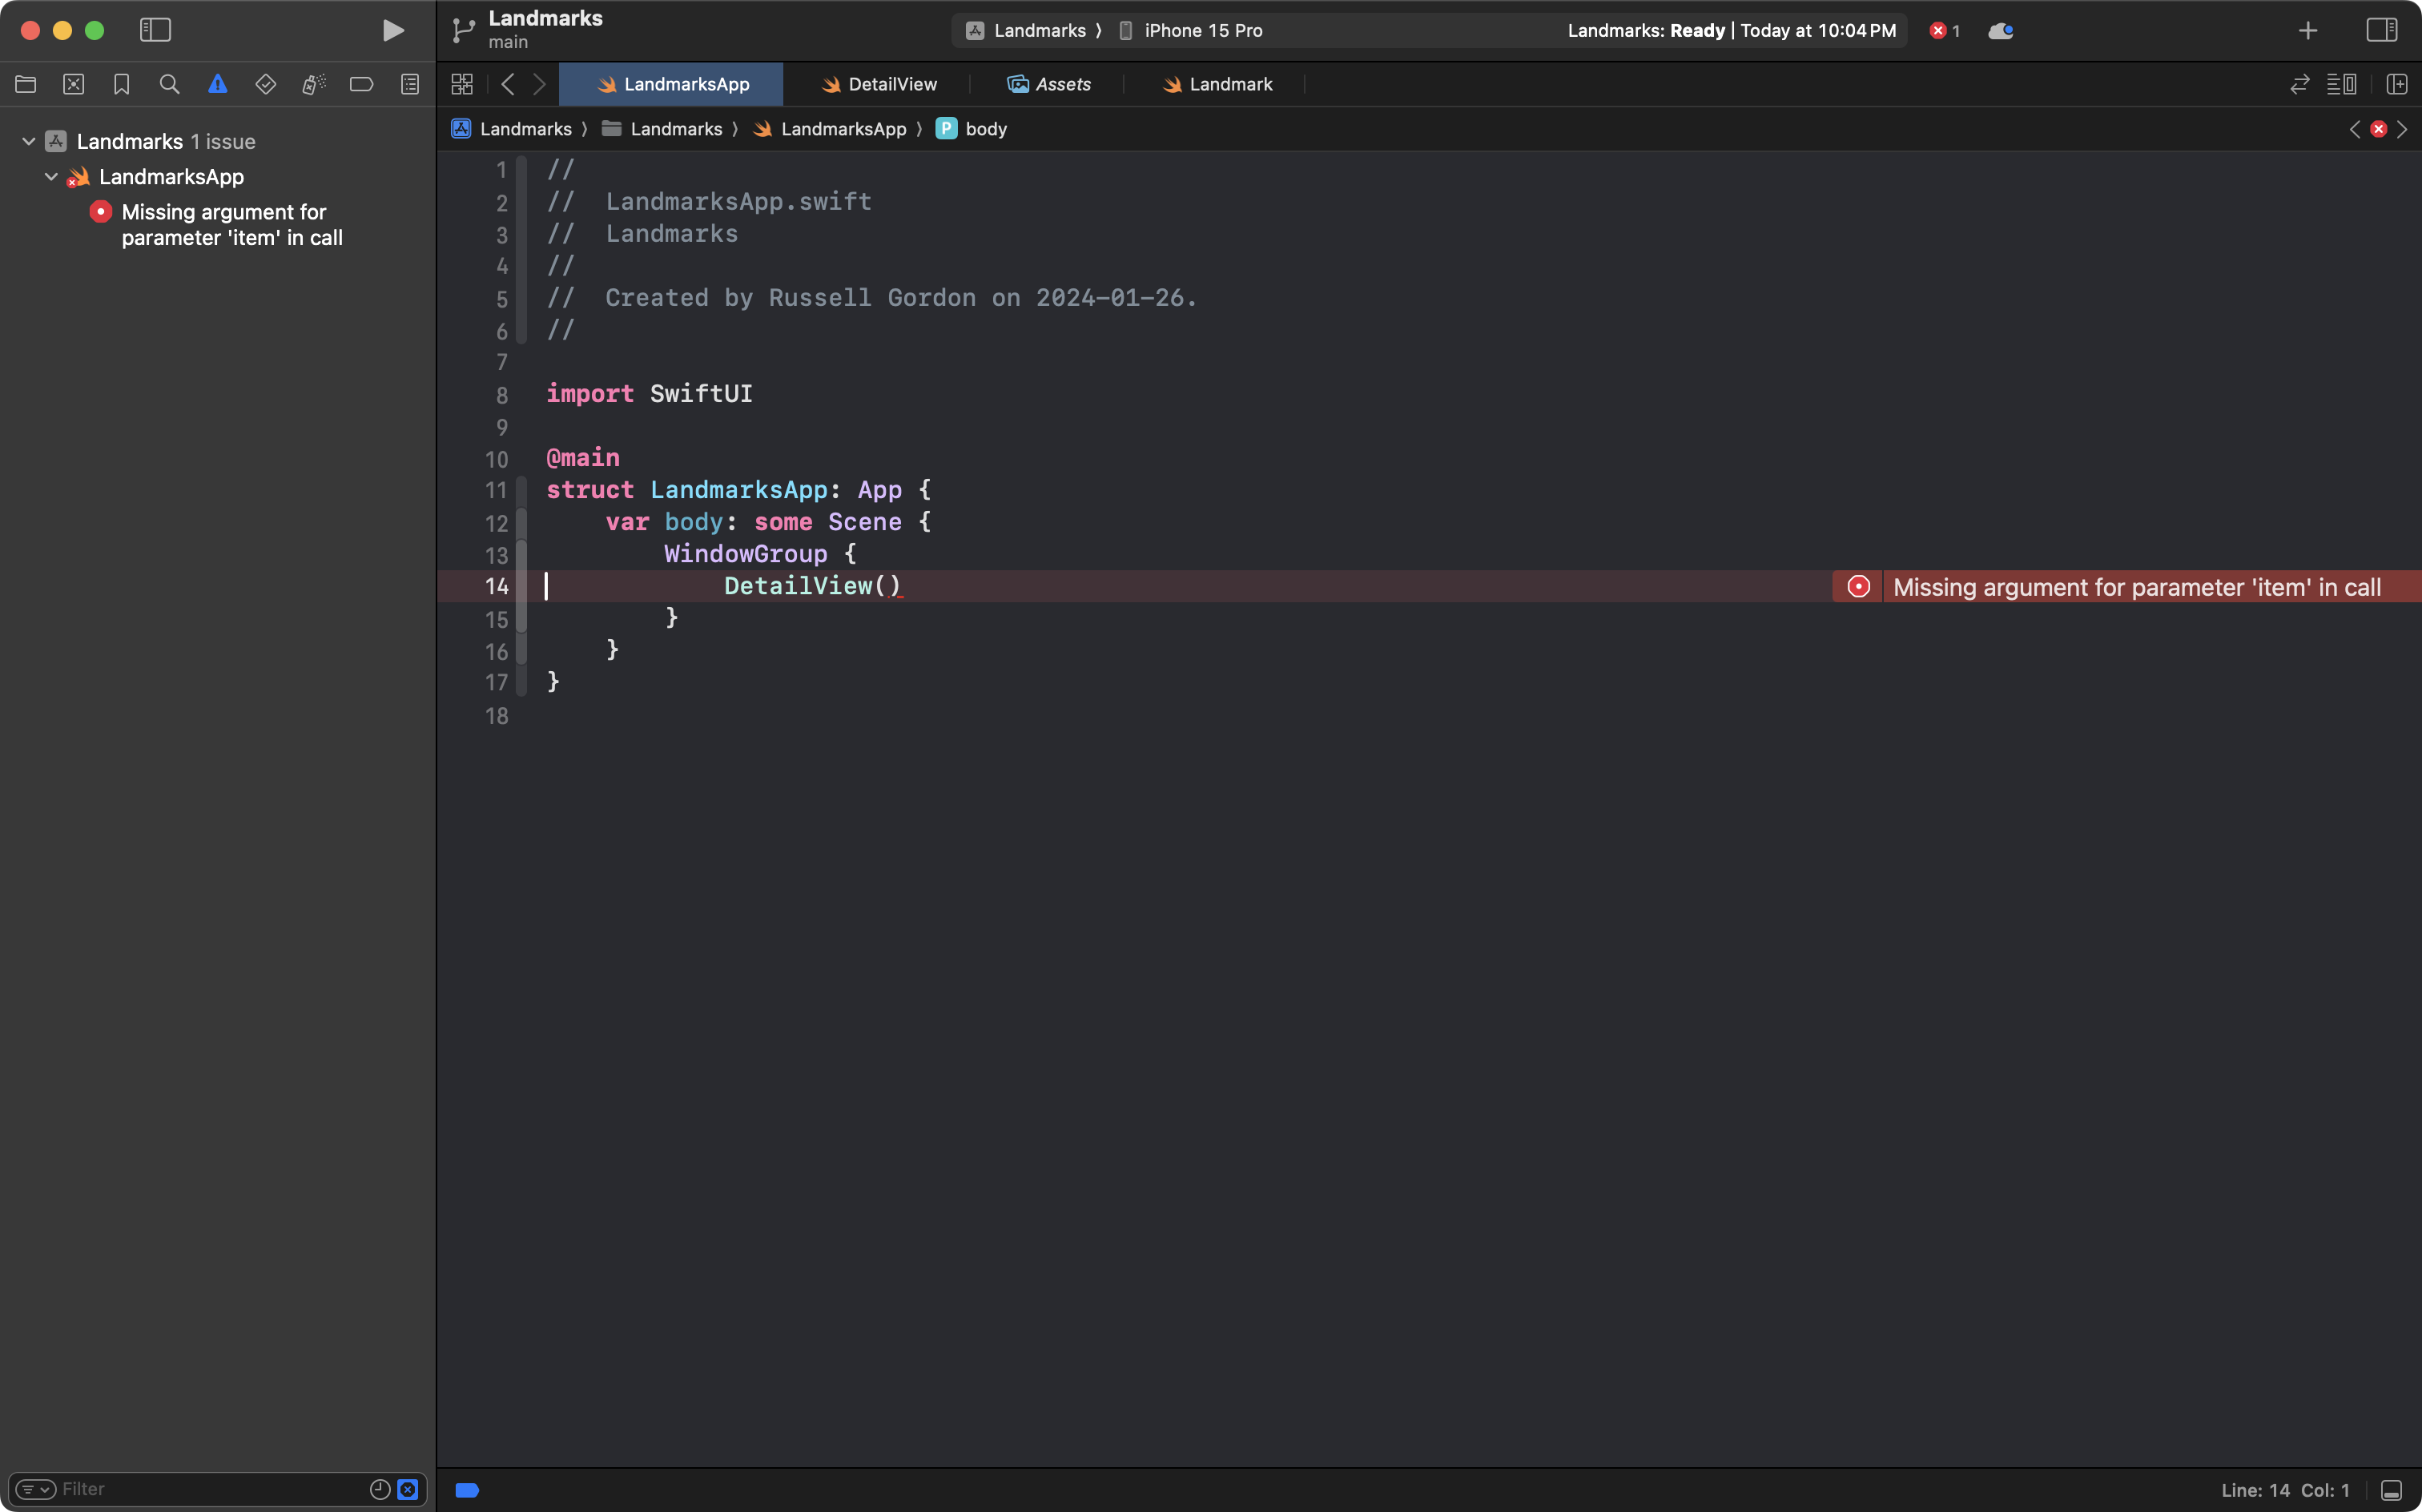 Landmarks
main
Landmarks 〉 iPhone 15 Pro
Landmarks: Ready | Today at 10:04 PM
1
LandmarksApp
DetailView
Assets
Landmark
Landmarks 〉 Landmarks 〉 LandmarksApp 〉 P body
Landmarks 1 issue
LandmarksApp
Missing argument for
parameter 'item' in call
1 //
2 //  LandmarksApp.swift
3 //  Landmarks
4 //
5 //  Created by Russell Gordon on 2024-01-26.
6 //
7
8 import SwiftUI
9
10 @main
11 struct LandmarksApp: App {
12     var body: some Scene {
13         WindowGroup {
14             DetailView()
Missing argument for parameter 'item' in call
15         }
16     }
17 }
18
Filter
Line: 14 Col: 1